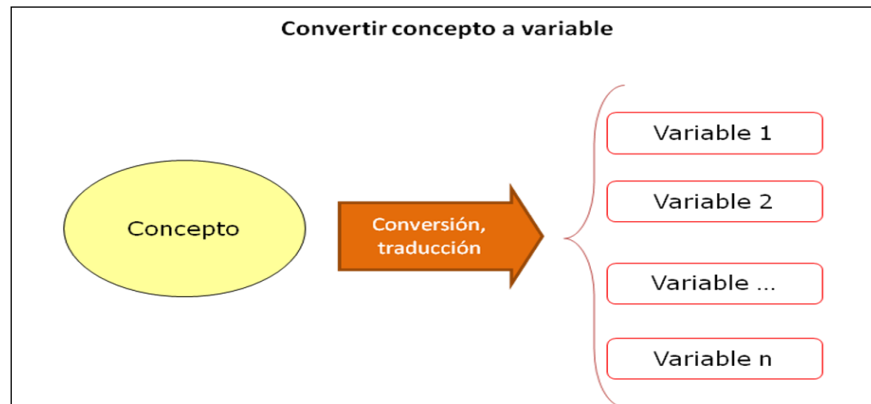 Convertir concepto a variable
Concepto
Conversión,
traducción
Variable 1
Variable 2
Variable ...
Variable n